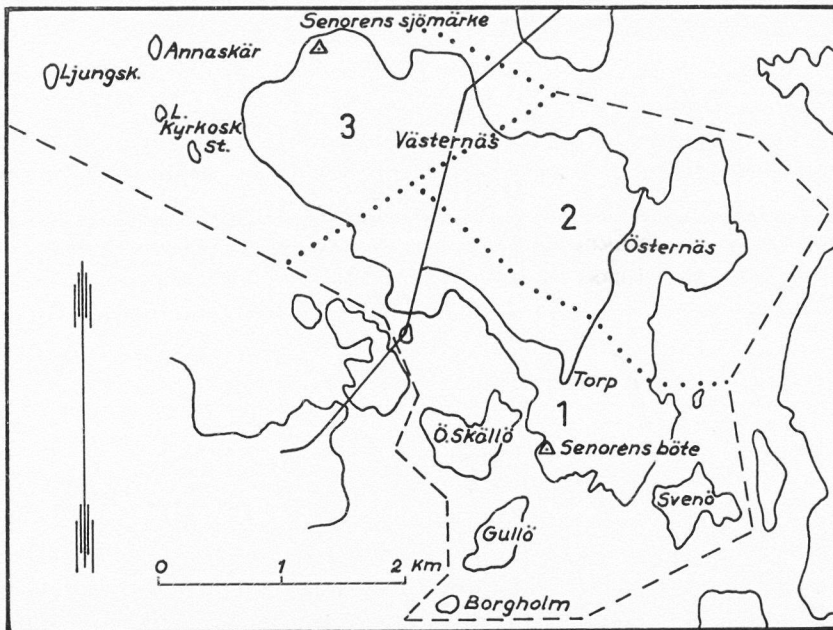 Senorens sjömärke
Annaskär
Ljungsk.
L.
Kyrkosk
St.
3
Västernäs
2
Österna̋s
Torp
1
Ö.Skällö
Senorens böte
Svenö
Gullö
0 1 2 Km
Borgholm